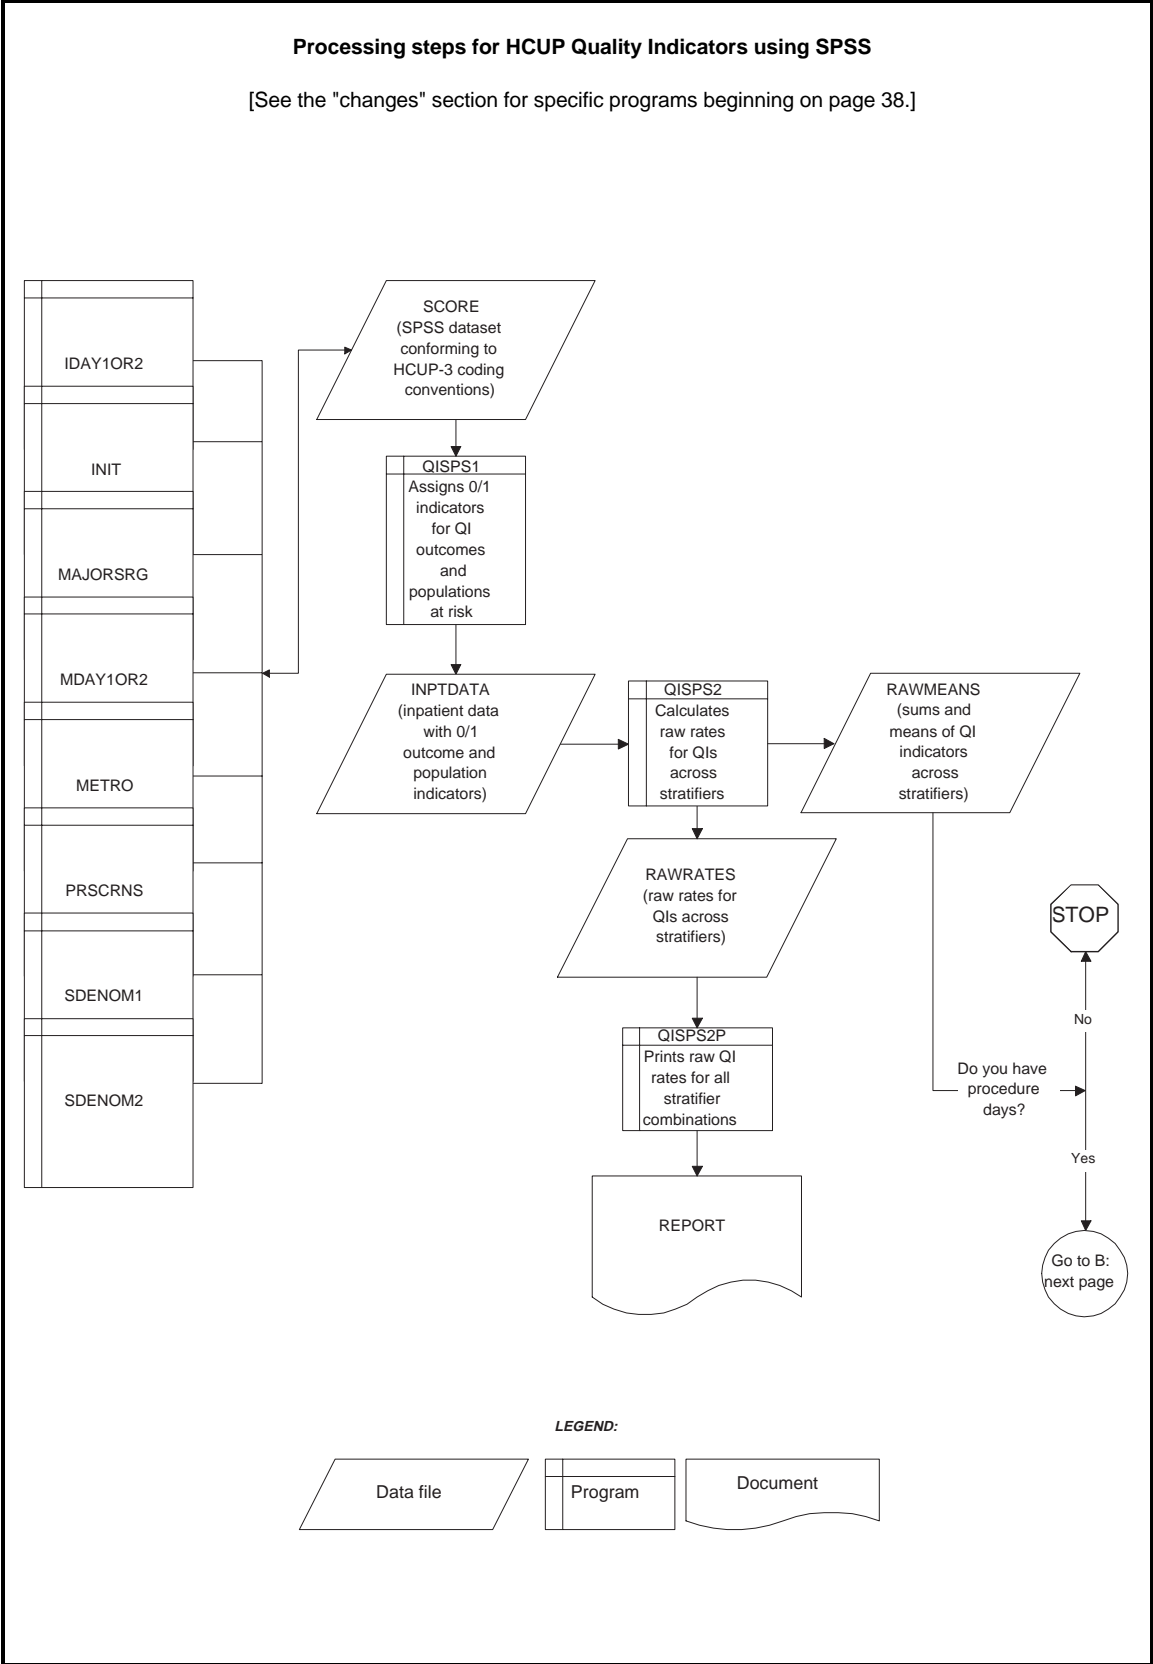 Processing steps for HCUP Quality Indicators using SPSS
[See the "changes" section for specific programs beginning on page 38.]
IDAY1OR2
INIT
MAJORSRG
MDAY1OR2
METRO
PRSCRNS
SDENOM1
SDENOM2
SCORE
(SPSS dataset
conforming to
HCUP-3 coding
conventions)
QISPS1
Assigns 0/1
indicators
for QI
outcomes
and
populations
at risk
INPTDATA
(inpatient data
with 0/1
outcome and
population
indicators)
QISPS2
Calculates
raw rates
for QIs
across
stratifiers
RAWMEANS
(sums and
means of QI
indicators
across
stratifiers)
RAWRATES
(raw rates for
QIs across
stratifiers)
QISPS2P
Prints raw QI
rates for all
stratifier
combinations
REPORT
Do you have
procedure
days?
No
STOP
Yes
Go to B:
next page
LEGEND:
Data file
Program
Document